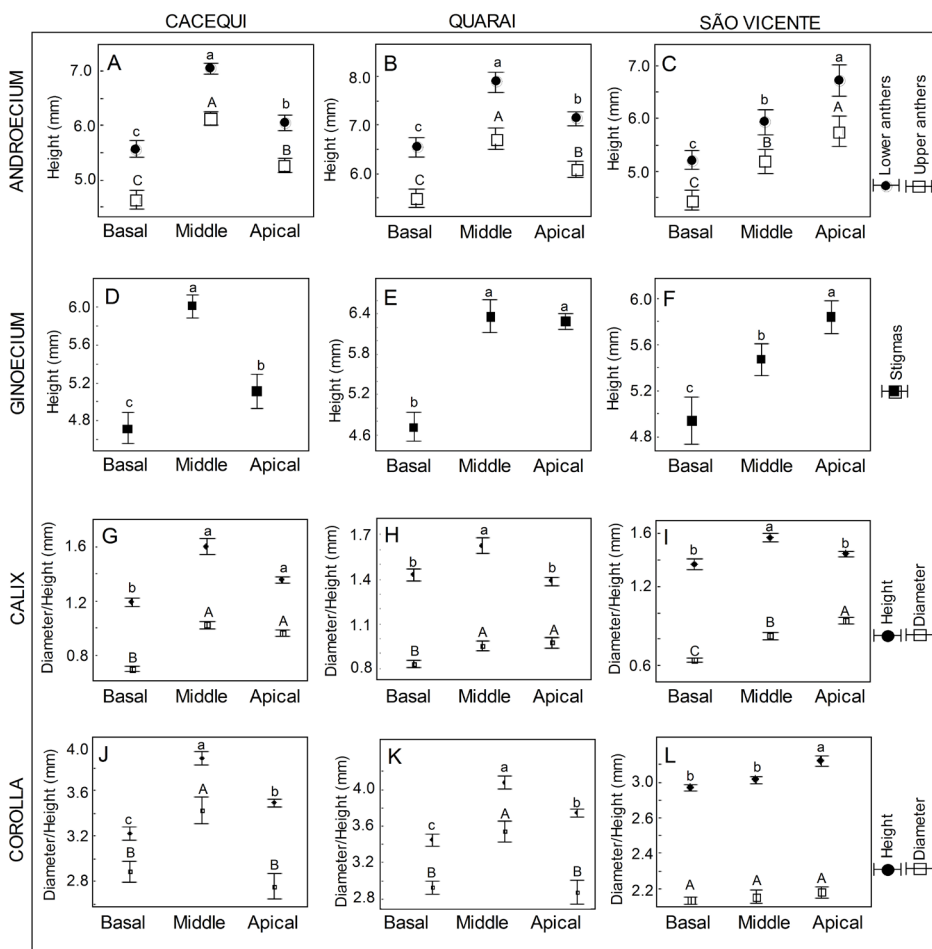 CACEQUI QUARAI SÃO VICENTE
ANDROECIUM
Height (mm)
A
7.0
6.0
5.0
c
C
a
A
b
B
Basal Middle Apical
Height (mm)
B
8.0
7.0
6.0
c
C
a
A
b
B
Basal Middle Apical
Height (mm)
C
7.0
6.0
5.0
c
C
b
B
a
A
Basal Middle Apical
Lower anthers
Upper anthers
GINOECIUM
Height (mm)
D
6.0
5.6
5.2
4.8
c
a
b
Basal Middle Apical
Height (mm)
E
6.4
5.8
5.2
4.6
b
a
a
Basal Middle Apical
Height (mm)
F
6.0
5.6
5.2
4.8
c
b
a
Basal Middle Apical
Stigmas
CALIX
Diameter/Height (mm)
G
1.6
1.2
0.8
b
B
a
A
a
A
Basal Middle Apical
Diameter/Height (mm)
H
1.7
1.4
1.0
0.8
b
B
a
A
b
A
Basal Middle Apical
Diameter/Height (mm)
I
1.6
1.4
1.0
0.6
b
C
a
B
b
A
Basal Middle Apical
Height
Diameter
COROLLA
Diameter/Height (mm)
J
4.0
3.6
3.2
2.8
c
B
a
A
b
B
Basal Middle Apical
Diameter/Height (mm)
K
4.0
3.6
3.2
2.8
c
B
a
A
b
B
Basal Middle Apical
Diameter/Height (mm)
L
3.0
2.6
2.4
2.2
b
A
b
A
a
A
Basal Middle Apical
Height
Diameter